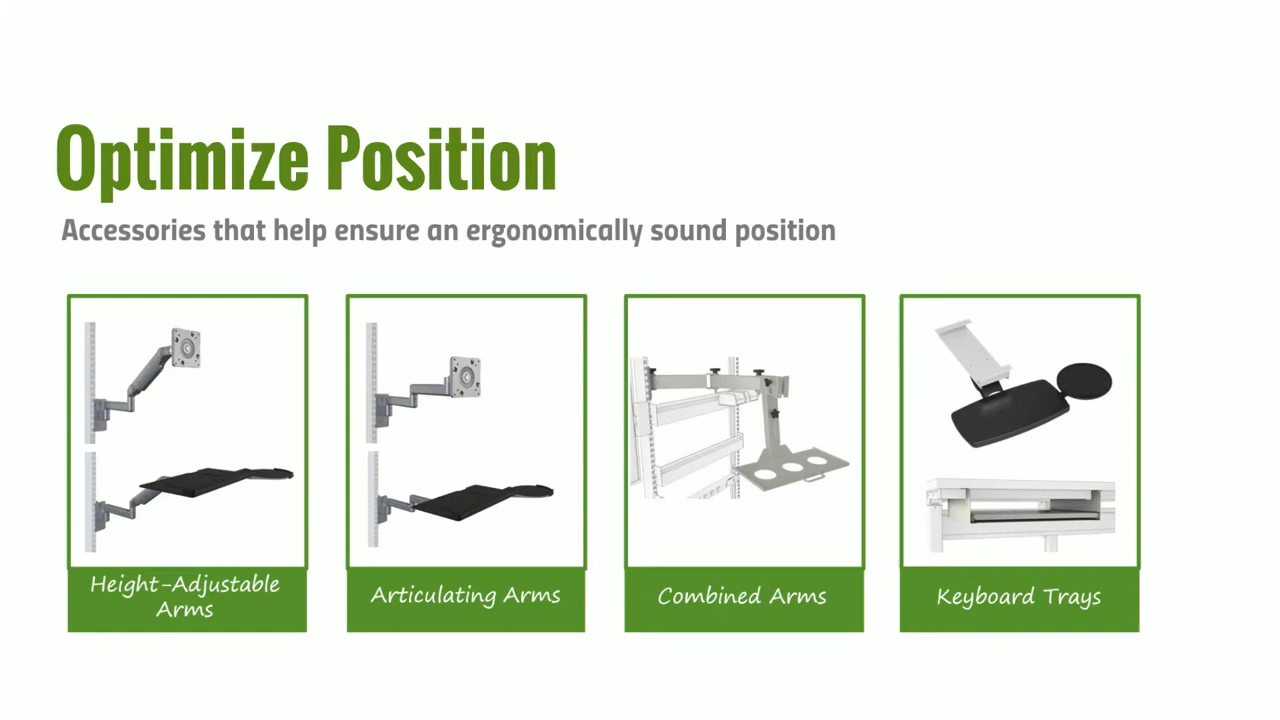 Optimize Position
Accessories that help ensure an ergonomically sound position
Height-Adjustable
Arms
Articulating Arms
Combined Arms
Keyboard Trays